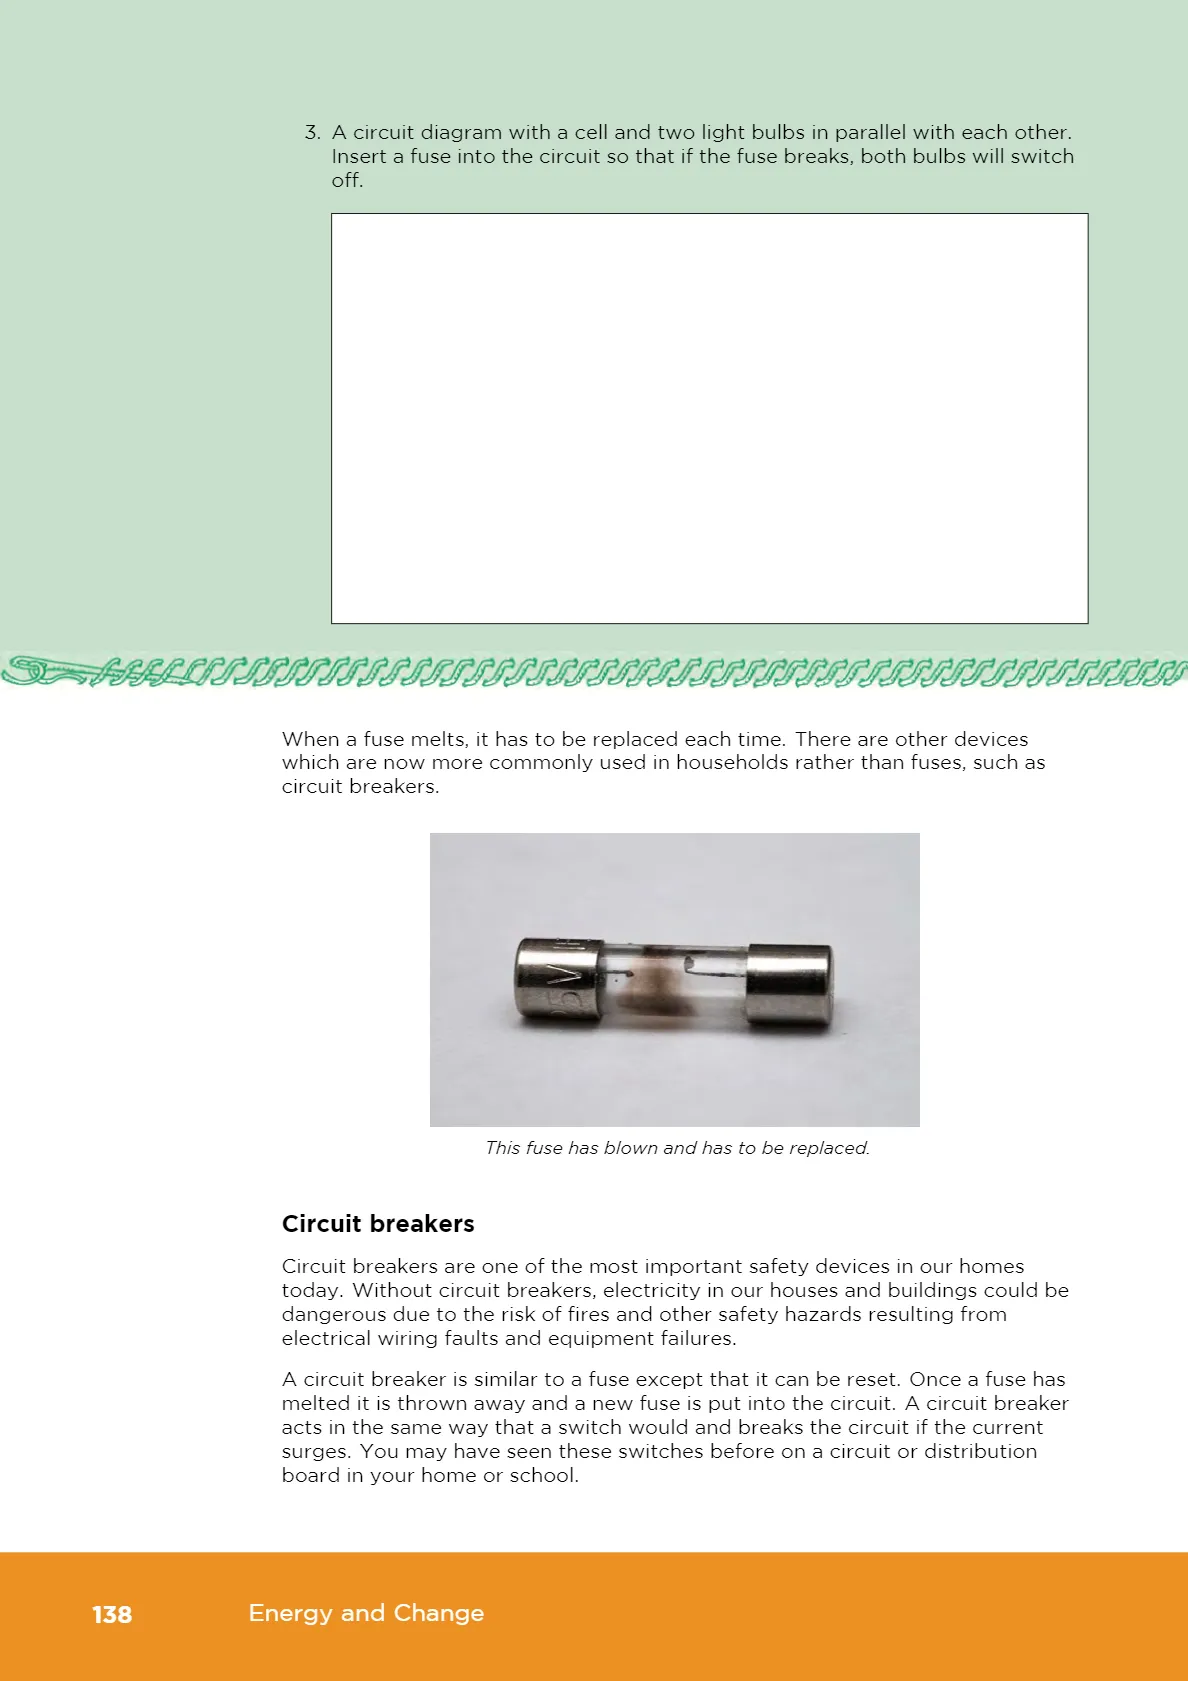 3. A circuit diagram with a cell and two light bulbs in parallel with each other.
Insert a fuse into the circuit so that if the fuse breaks, both bulbs will switch
off.
When a fuse melts, it has to be replaced each time. There are other devices
which are now more commonly used in households rather than fuses, such as
circuit breakers.
This fuse has blown and has to be replaced.
Circuit breakers
Circuit breakers are one of the most important safety devices in our homes
today. Without circuit breakers, electricity in our houses and buildings could be
dangerous due to the risk of fires and other safety hazards resulting from
electrical wiring faults and equipment failures.
A circuit breaker is similar to a fuse except that it can be reset. Once a fuse has
melted it is thrown away and a new fuse is put into the circuit. A circuit breaker
acts in the same way that a switch would and breaks the circuit if the current
surges. You may have seen these switches before on a circuit or distribution
board in your home or school.
138 Energy and Change